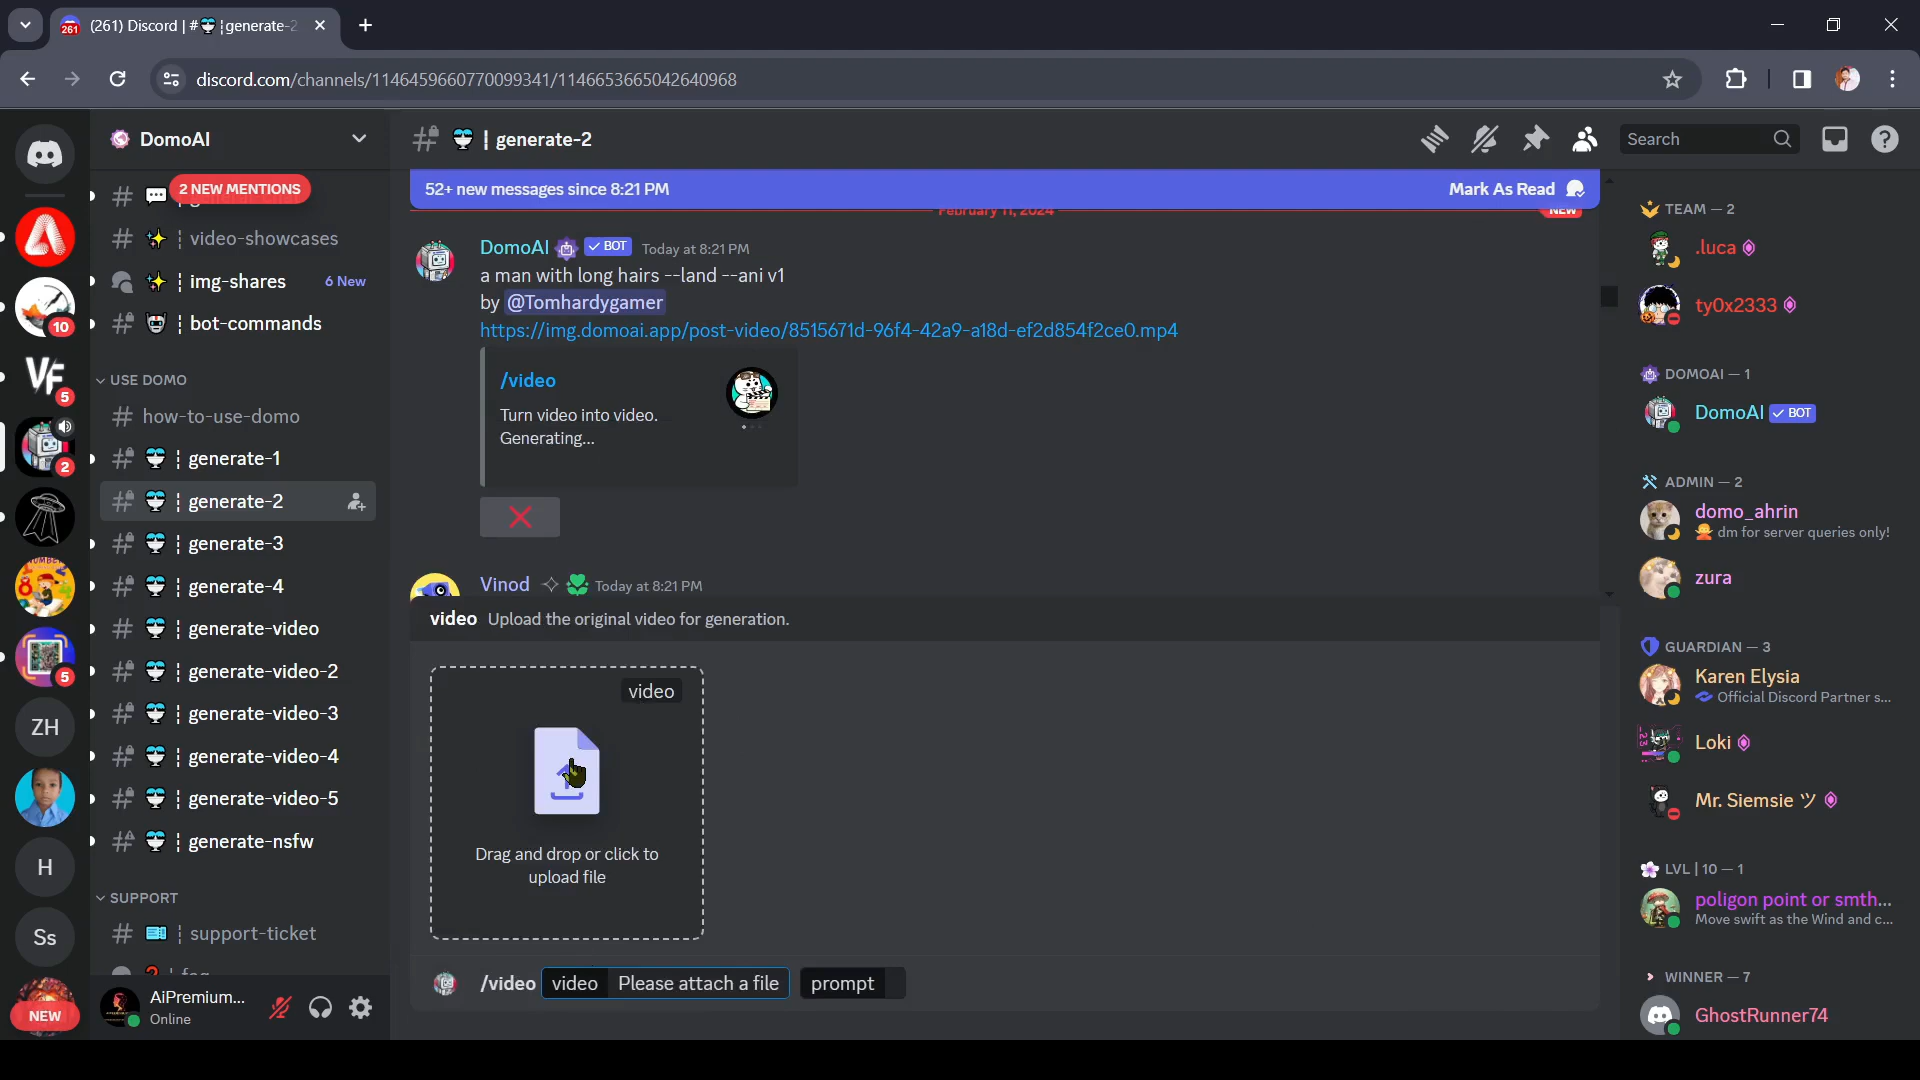 261
(261) Discord | # ¦generate-2
discord.com/channels/1146459660770099341/1146653665042640968
DomoAI
2 NEW MENTIONS
video-showcases
img-shares 6 New
bot-commands
USE DOMO
how-to-use-domo
generate-1
generate-2
generate-3
generate-4
generate-video
generate-video-2
generate-video-3
generate-video-4
generate-video-5
generate-nsfw
SUPPORT
support-ticket
10
VF
5
2
5
ZH
H
Ss
NEW
AiPremium...
Online
| generate-2
Search
52+ new messages since 8:21 PM Mark As Read
February 11, 2024 NEW
DomoAI BOT Today at 8:21 PM
a man with long hairs --land --ani v1
by @Tomhardygamer
https://img.domoai.app/post-video/8515671d-96f4-42a9-a18d-ef2d854f2ce0.mp4
/video
Turn video into video.
Generating...
Vinod Today at 8:21 PM
video Upload the original video for generation.
video
Drag and drop or click to
upload file
/video video Please attach a file prompt
TEAM — 2
.luca
ty0x2333
DOMOAI — 1
DomoAI BOT
ADMIN — 2
domo_ahrin
dm for server queries only!
zura
GUARDIAN — 3
Karen Elysia
Official Discord Partner s...
Loki
Mr. Siemsie ツ
LVL | 10 — 1
poligon point or smth...
Move swift as the Wind and c...
WINNER — 7
GhostRunner74